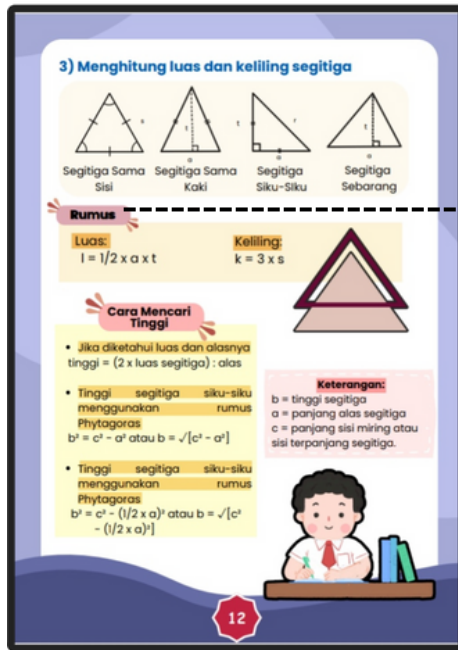 3) Menghitung luas dan keliling segitiga
s
t
a
t
r
a
t
a
Segitiga Sama
Sisi
Segitiga Sama
Kaki
Segitiga
Siku-SIku
Segitiga
Sebarang
Rumus
Luas:
l = 1/2 x a x t
Keliling:
k = 3 x s
Cara Mencari
Tinggi
• Jika diketahui luas dan alasnya
tinggi = (2 x luas segitiga) : alas
• Tinggi segitiga siku-siku
menggunakan rumus
Phytagoras
b² = c² - a² atau b = √[c² - a²]
• Tinggi segitiga siku-siku
menggunakan rumus
Phytagoras
b² = c² - (1/2 x a)² atau b = √[c²
- (1/2 x a)²]
Keterangan:
b = tinggi segitiga
a = panjang alas segitiga
c = panjang sisi miring atau
sisi terpanjang segitiga.
12